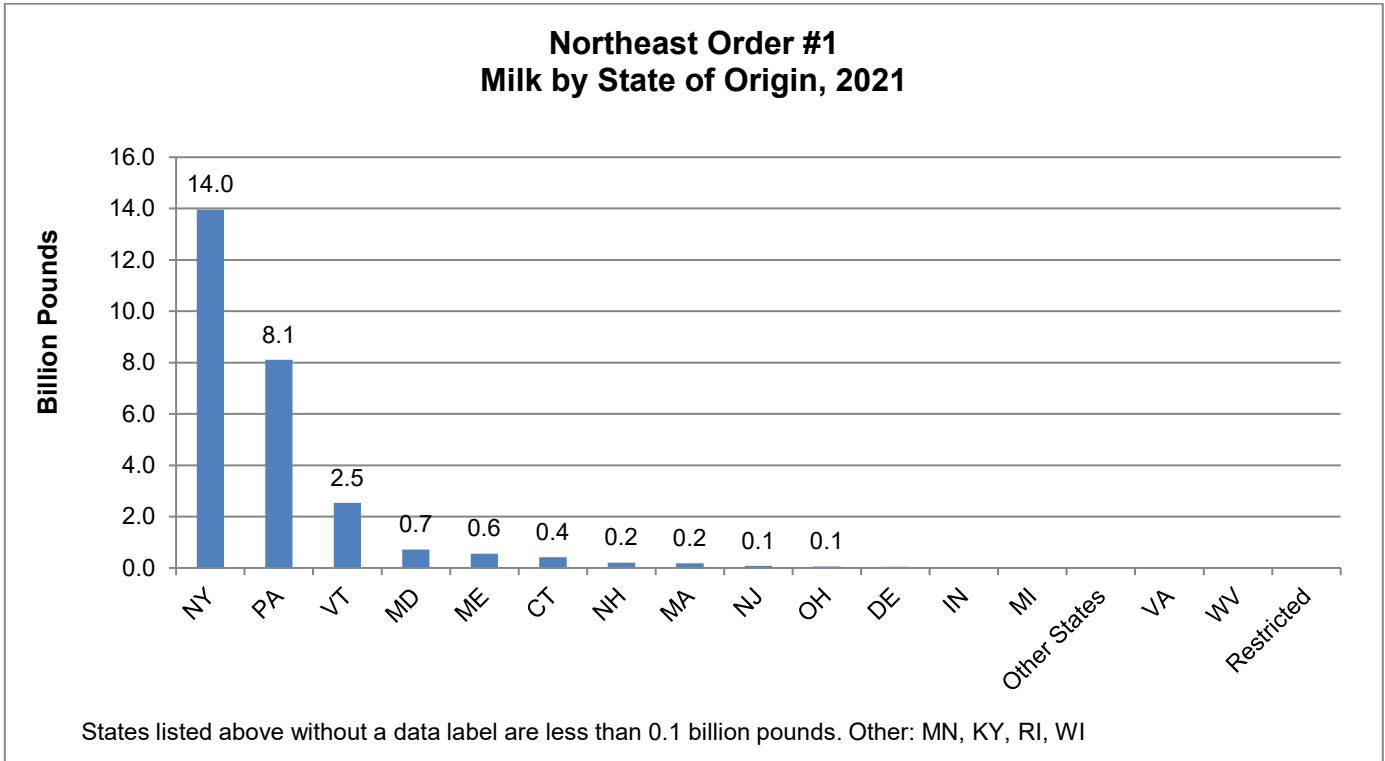 Northeast Order #1
Milk by State of Origin, 2021
Billion Pounds
16.0
14.0
12.0
10.0
8.0
6.0
4.0
2.0
0.0
14.0
8.1
2.5
0.7
0.6
0.4
0.2
0.2
0.1
0.1
NY
PA
VT
MD
ME
CT
NH
MA
NJ
OH
DE
IN
MI
Other States
VA
WV
Restricted
States listed above without a data label are less than 0.1 billion pounds. Other: MN, KY, RI, WI